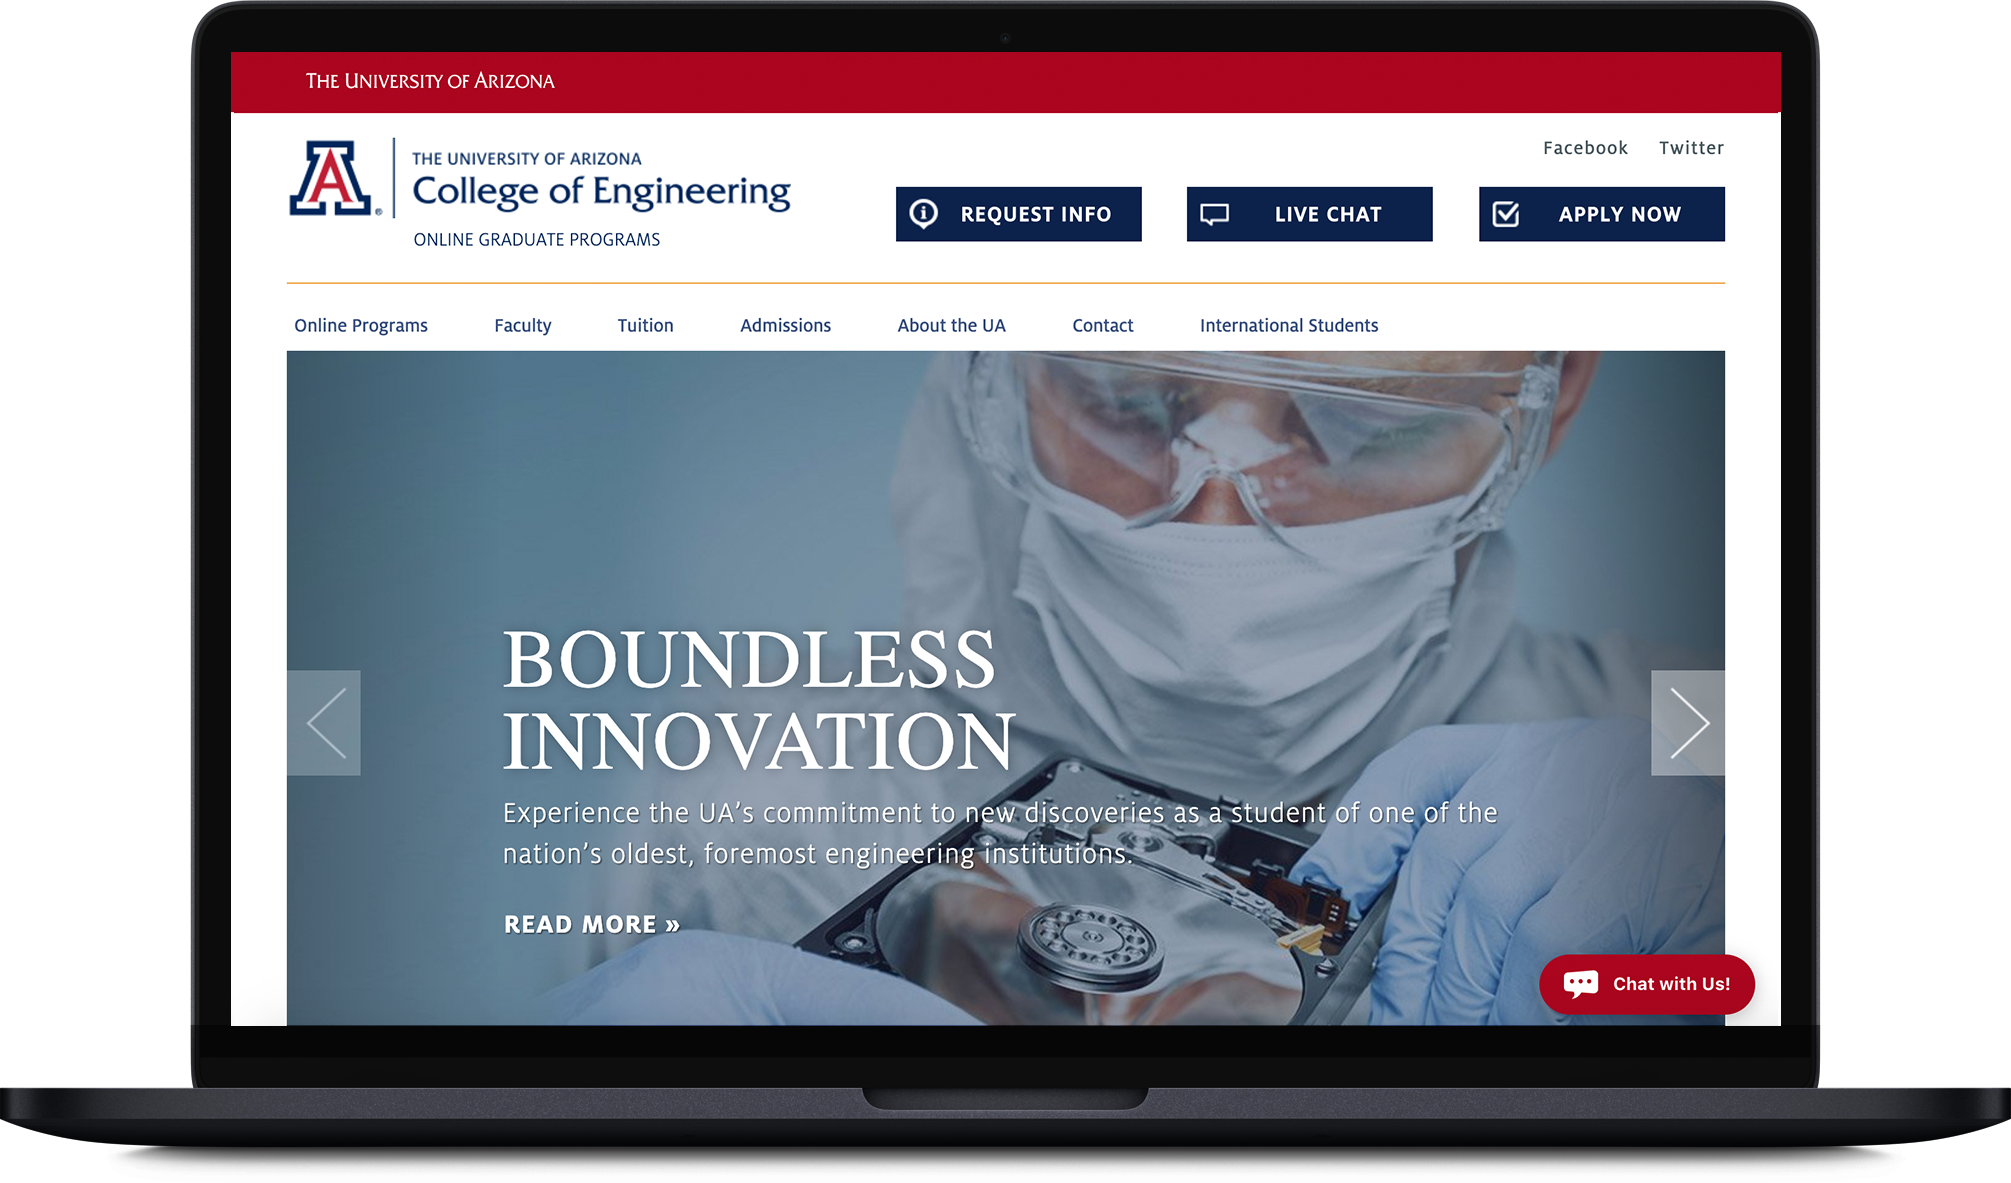 THE UNIVERSITY OF ARIZONA
A®
THE UNIVERSITY OF ARIZONA
College of Engineering
ONLINE GRADUATE PROGRAMS
Facebook Twitter
REQUEST INFO LIVE CHAT APPLY NOW
Online Programs Faculty Tuition Admissions About the UA Contact International Students
BOUNDLESS
INNOVATION
Experience the UA’s commitment to new discoveries as a student of one of the
nation’s oldest, foremost engineering institutions.
READ MORE »
Chat with Us!